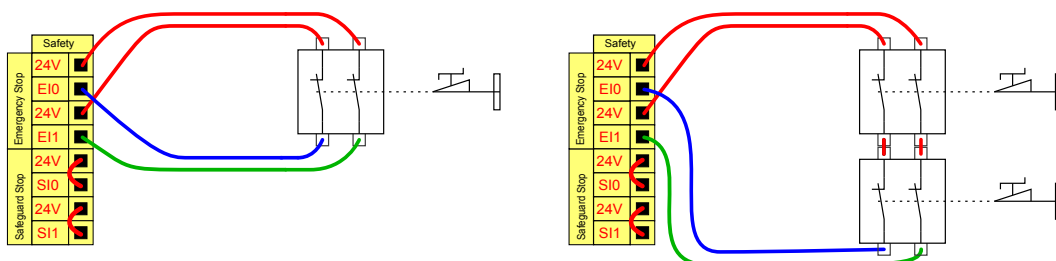 Safety
Emergency Stop
24V
EI0
24V
EI1
Safeguard Stop
24V
SI0
24V
SI1
Safety
Emergency Stop
24V
EI0
24V
EI1
Safeguard Stop
24V
SI0
24V
SI1